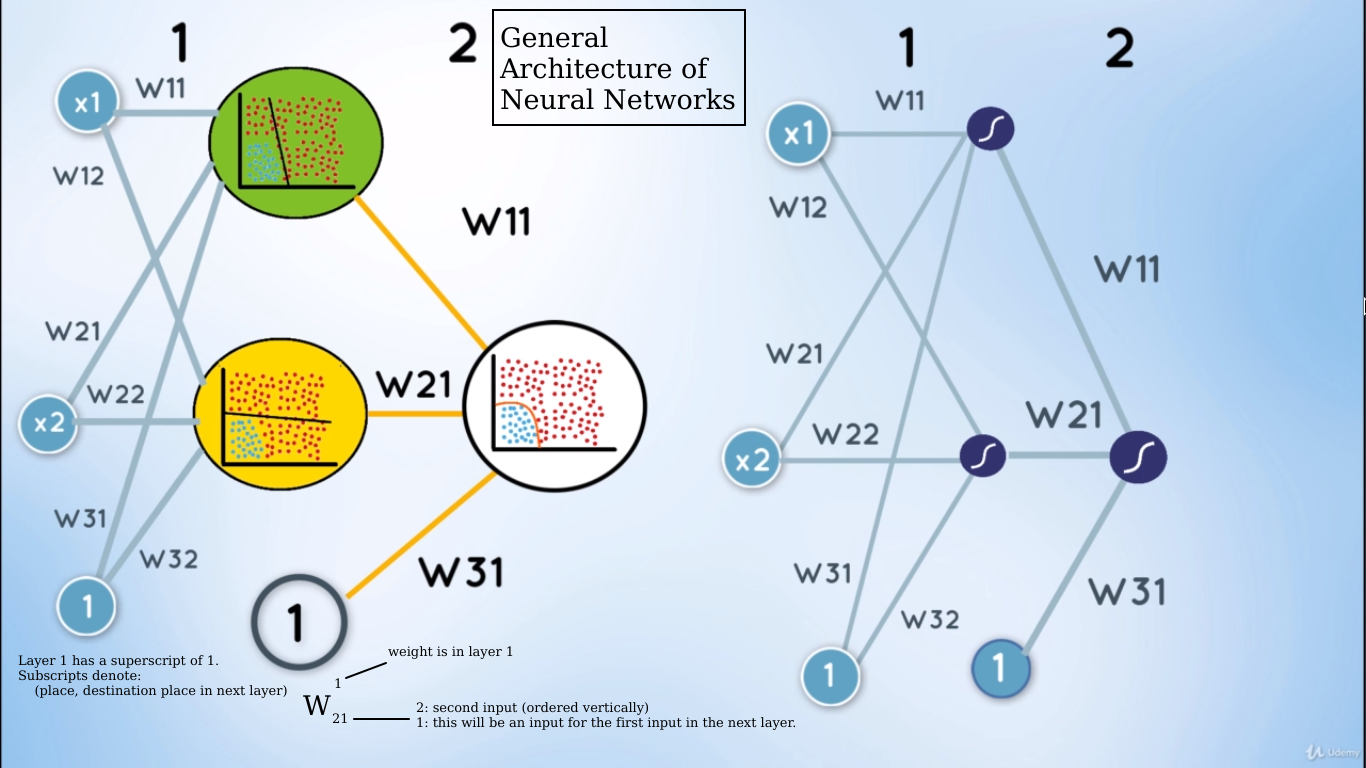 1
2
General
Architecture of
Neural Networks
x1
W11
W12
W11
W21
x2
W22
W21
W31
W32
1
W31
1
Layer 1 has a superscript of 1.
Subscripts denote:
(place, destination place in next layer)
weight is in layer 1
1
W
21
2: second input (ordered vertically)
1: this will be an input for the first input in the next layer.
1
2
x1
W11
W12
W11
W21
x2
W22
W21
W31
W32
1
W31
1
Udemy